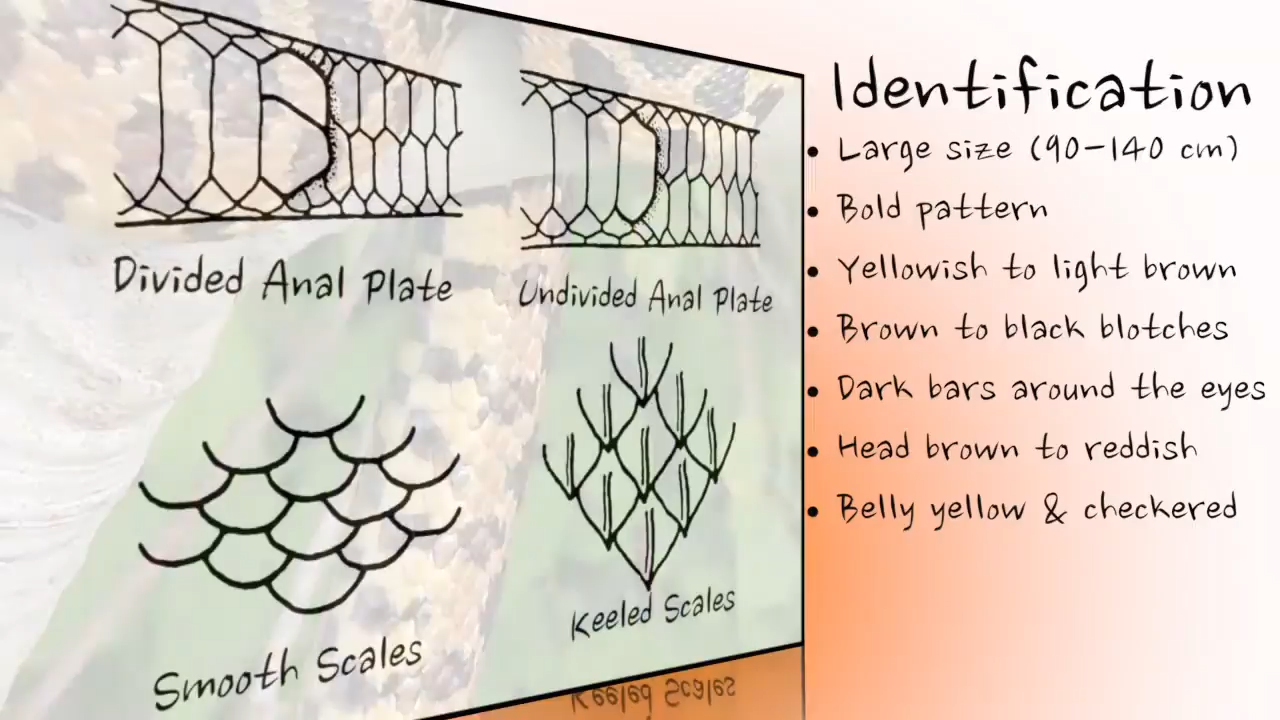 Divided Anal Plate
Undivided Anal Plate
Smooth Scales
Keeled Scales
Keeled Scales
Identification
• Large size (90-140 cm)
• Bold pattern
• Yellowish to light brown
• Brown to black blotches
• Dark bars around the eyes
• Head brown to reddish
• Belly yellow & checkered